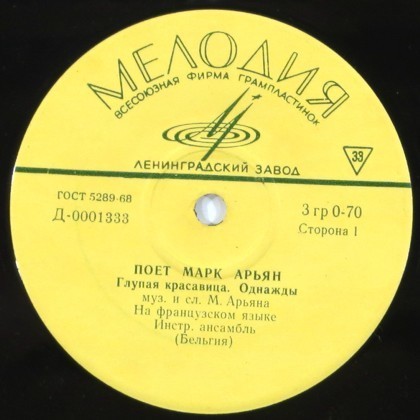 МЕЛОДИЯ
ВСЕСОЮЗНАЯ ФИРМА ГРАМПЛАСТИНОК
ЛЕНИНГРАДСКИЙ ЗАВОД
33
ГОСТ 5289-68
Д-0001333
3 гр 0-70
Сторона 1
ПОЕТ МАРК АРЬЯН
Глупая красавица. Однажды
муз. и сл. М. Арьяна
На французском языке
Инстр. ансамбль
(Бельгия)